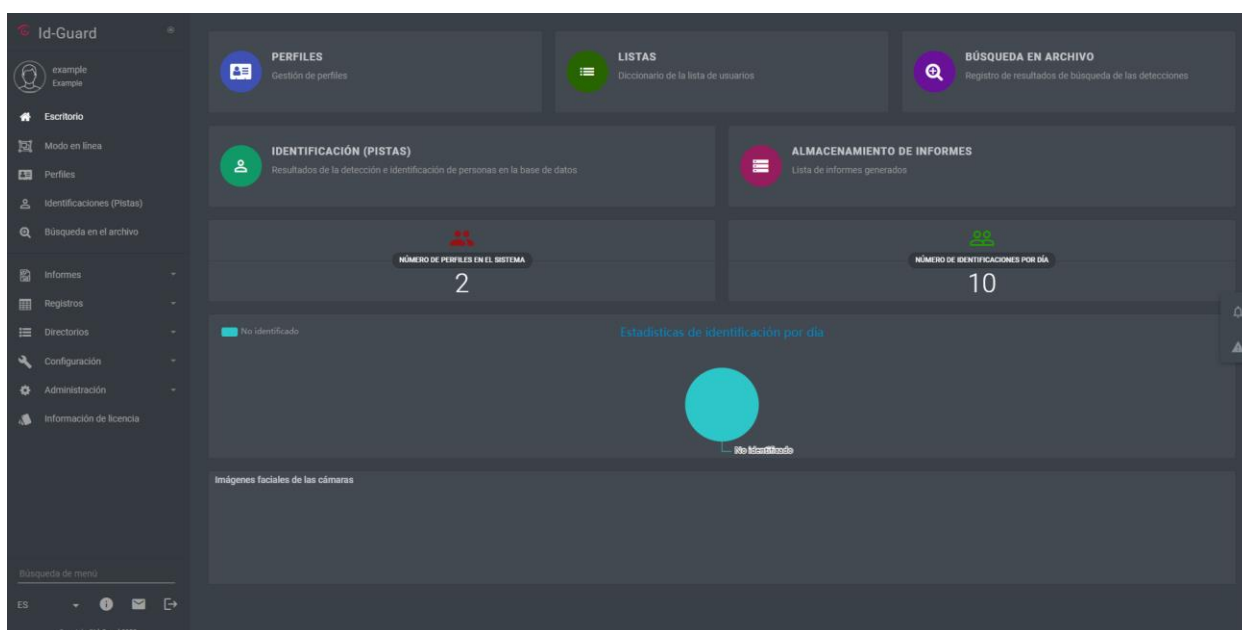 Id-Guard
example
Example
Escritorio
Modo en línea
Perfiles
Identificaciones (Pistas)
Búsqueda en el archivo
Informes
Registros
Directorios
Configuración
Administración
Información de licencia
Búsqueda de menú
ES
PERFILES
Gestión de perfiles
LISTAS
Diccionario de la lista de usuarios
BÚSQUEDA EN ARCHIVO
Registro de resultados de búsqueda de las detecciones
IDENTIFICACIÓN (PISTAS)
Resultados de la detección e identificación de personas en la base de datos
ALMACENAMIENTO DE INFORMES
Lista de informes generados
NÚMERO DE PERFILES EN EL SISTEMA
2
NÚMERO DE IDENTIFICACIONES POR DÍA
10
No identificado
Estadísticas de identificación por día
No identificado
Imágenes faciales de las cámaras